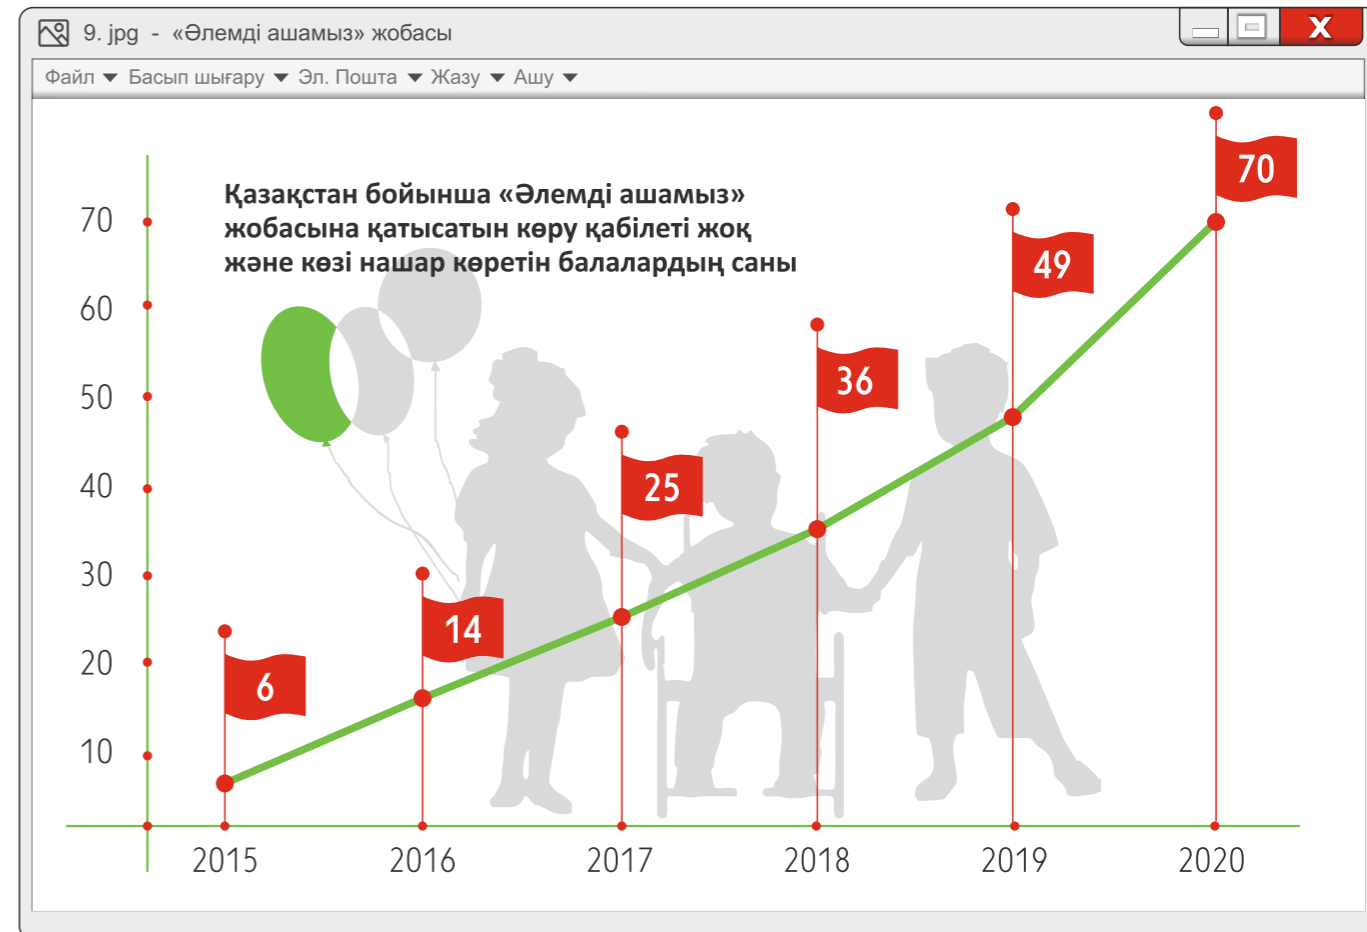 9. jpg - «Әлемді ашамыз» жобасы
X
Файл Басып шығару Эл. Пошта Жазу Ашу
Қазақстан бойынша «Әлемді ашамыз»
жобасына қатысатын көру қабілеті жоқ
және көзі нашар көретін балалардың саны
70
60
50
40
30
20
10
6
14
25
36
49
70
2015 2016 2017 2018 2019 2020